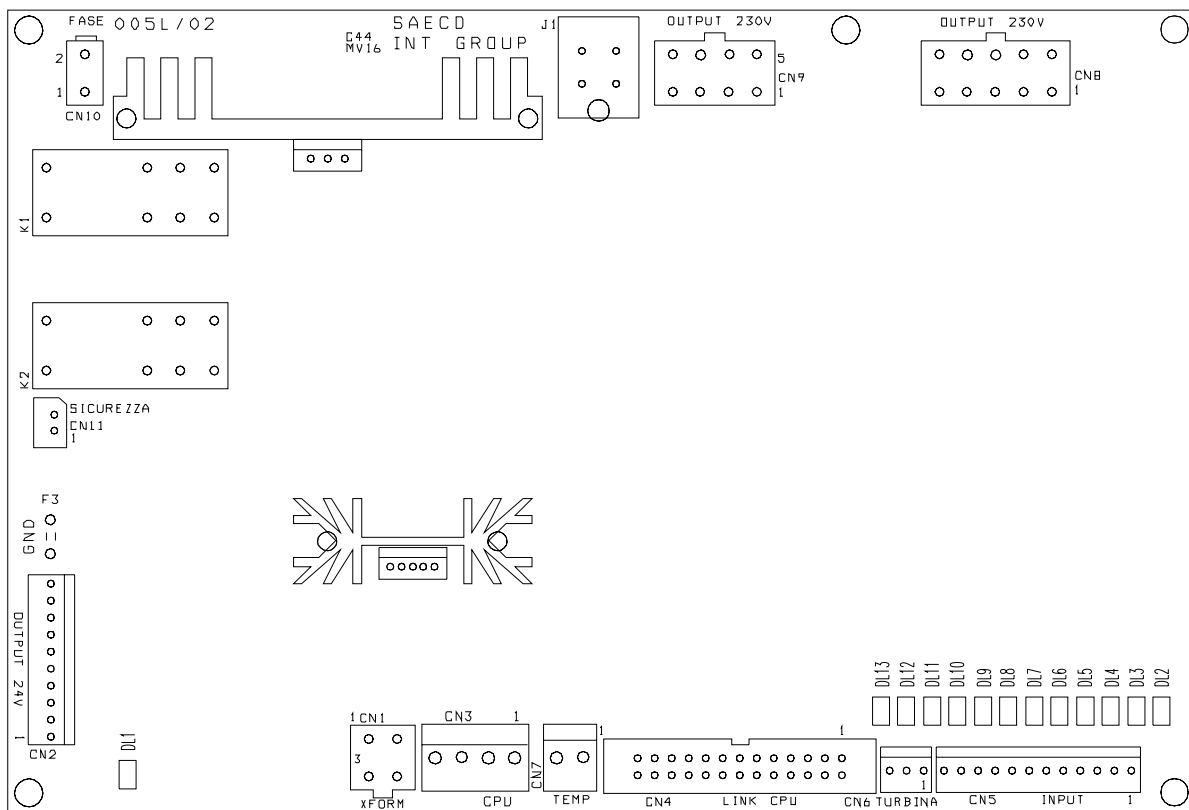 FASE 005L/02
C44
MV16
SAECO
INT GROUP
J1
OUTPUT 230V
OUTPUT 230V
2
1
CN10
5
CN9
1
CN8
1
K1
K2
SICUREZZA
CN11
1
F3
GND
OUTPUT 24V
1
CN2
DL1
1 CN1
3
XFORM
CN3 1
CPU
CN7
TEMP
1
1
CN4 LINK CPU
CN6 TURBINA
1
CN5 INPUT 1
DL13 DL12 DL11 DL10 DL9 DL8 DL7 DL6 DL5 DL4 DL3 DL2